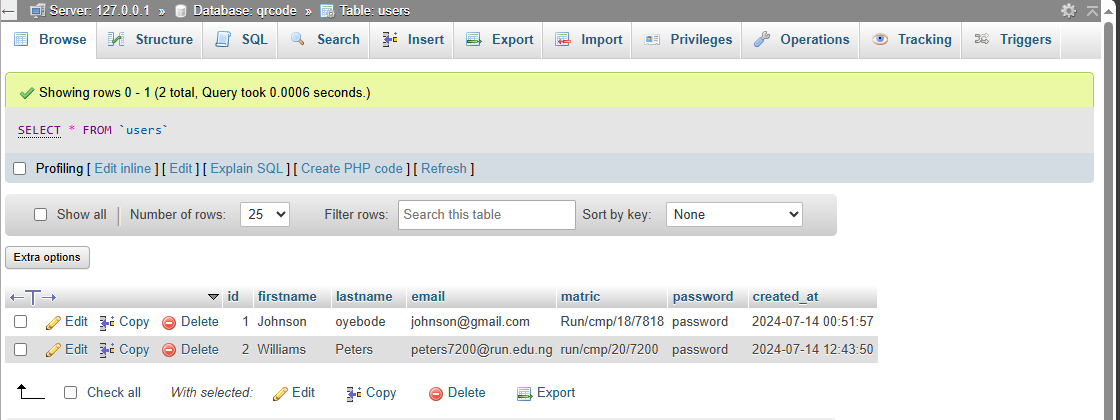 Server: 127.0.0.1 » Database: qrcode » Table: users
Browse Structure SQL Search Insert Export Import Privileges Operations Tracking Triggers
Showing rows 0 - 1 (2 total, Query took 0.0006 seconds.)
SELECT * FROM `users`
Profiling [ Edit inline ] [ Edit ] [ Explain SQL ] [ Create PHP code ] [ Refresh ]
Show all Number of rows: 25 Filter rows: Search this table Sort by key: None
Extra options
id firstname lastname email matric password created_at
Edit Copy Delete 1 Johnson oyebode johnson@gmail.com Run/cmp/18/7818 password 2024-07-14 00:51:57
Edit Copy Delete 2 Williams Peters peters7200@run.edu.ng run/cmp/20/7200 password 2024-07-14 12:43:50
Check all With selected: Edit Copy Delete Export